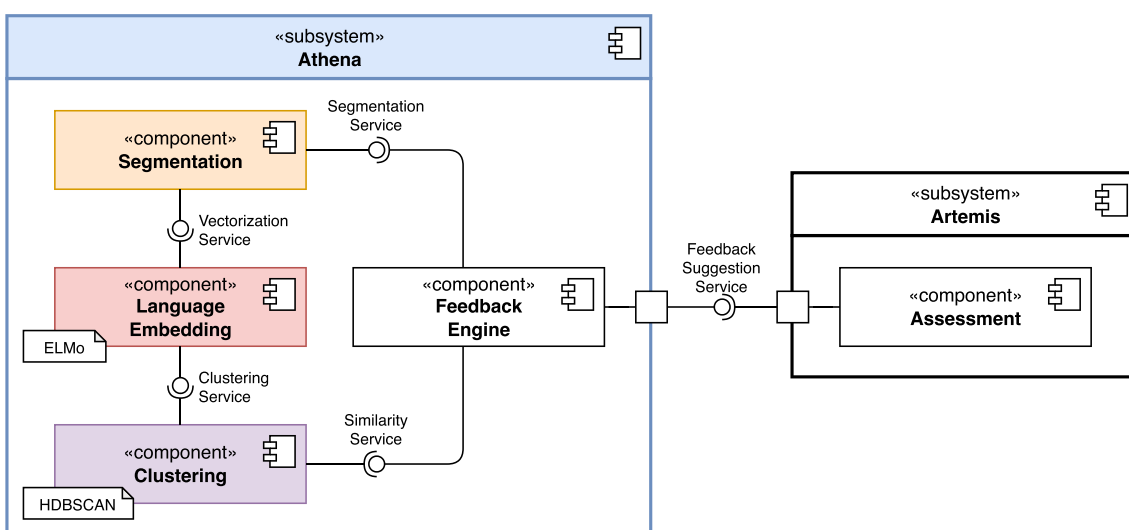 «subsystem»
Athena
Segmentation
Service
«component»
Segmentation
Vectorization
Service
«subsystem»
Artemis
Feedback
Suggestion
Service
«component»
Language
Embedding
ELMo
«component»
Feedback
Engine
«component»
Assessment
Clustering
Service
Similarity
Service
«component»
Clustering
HDBSCAN